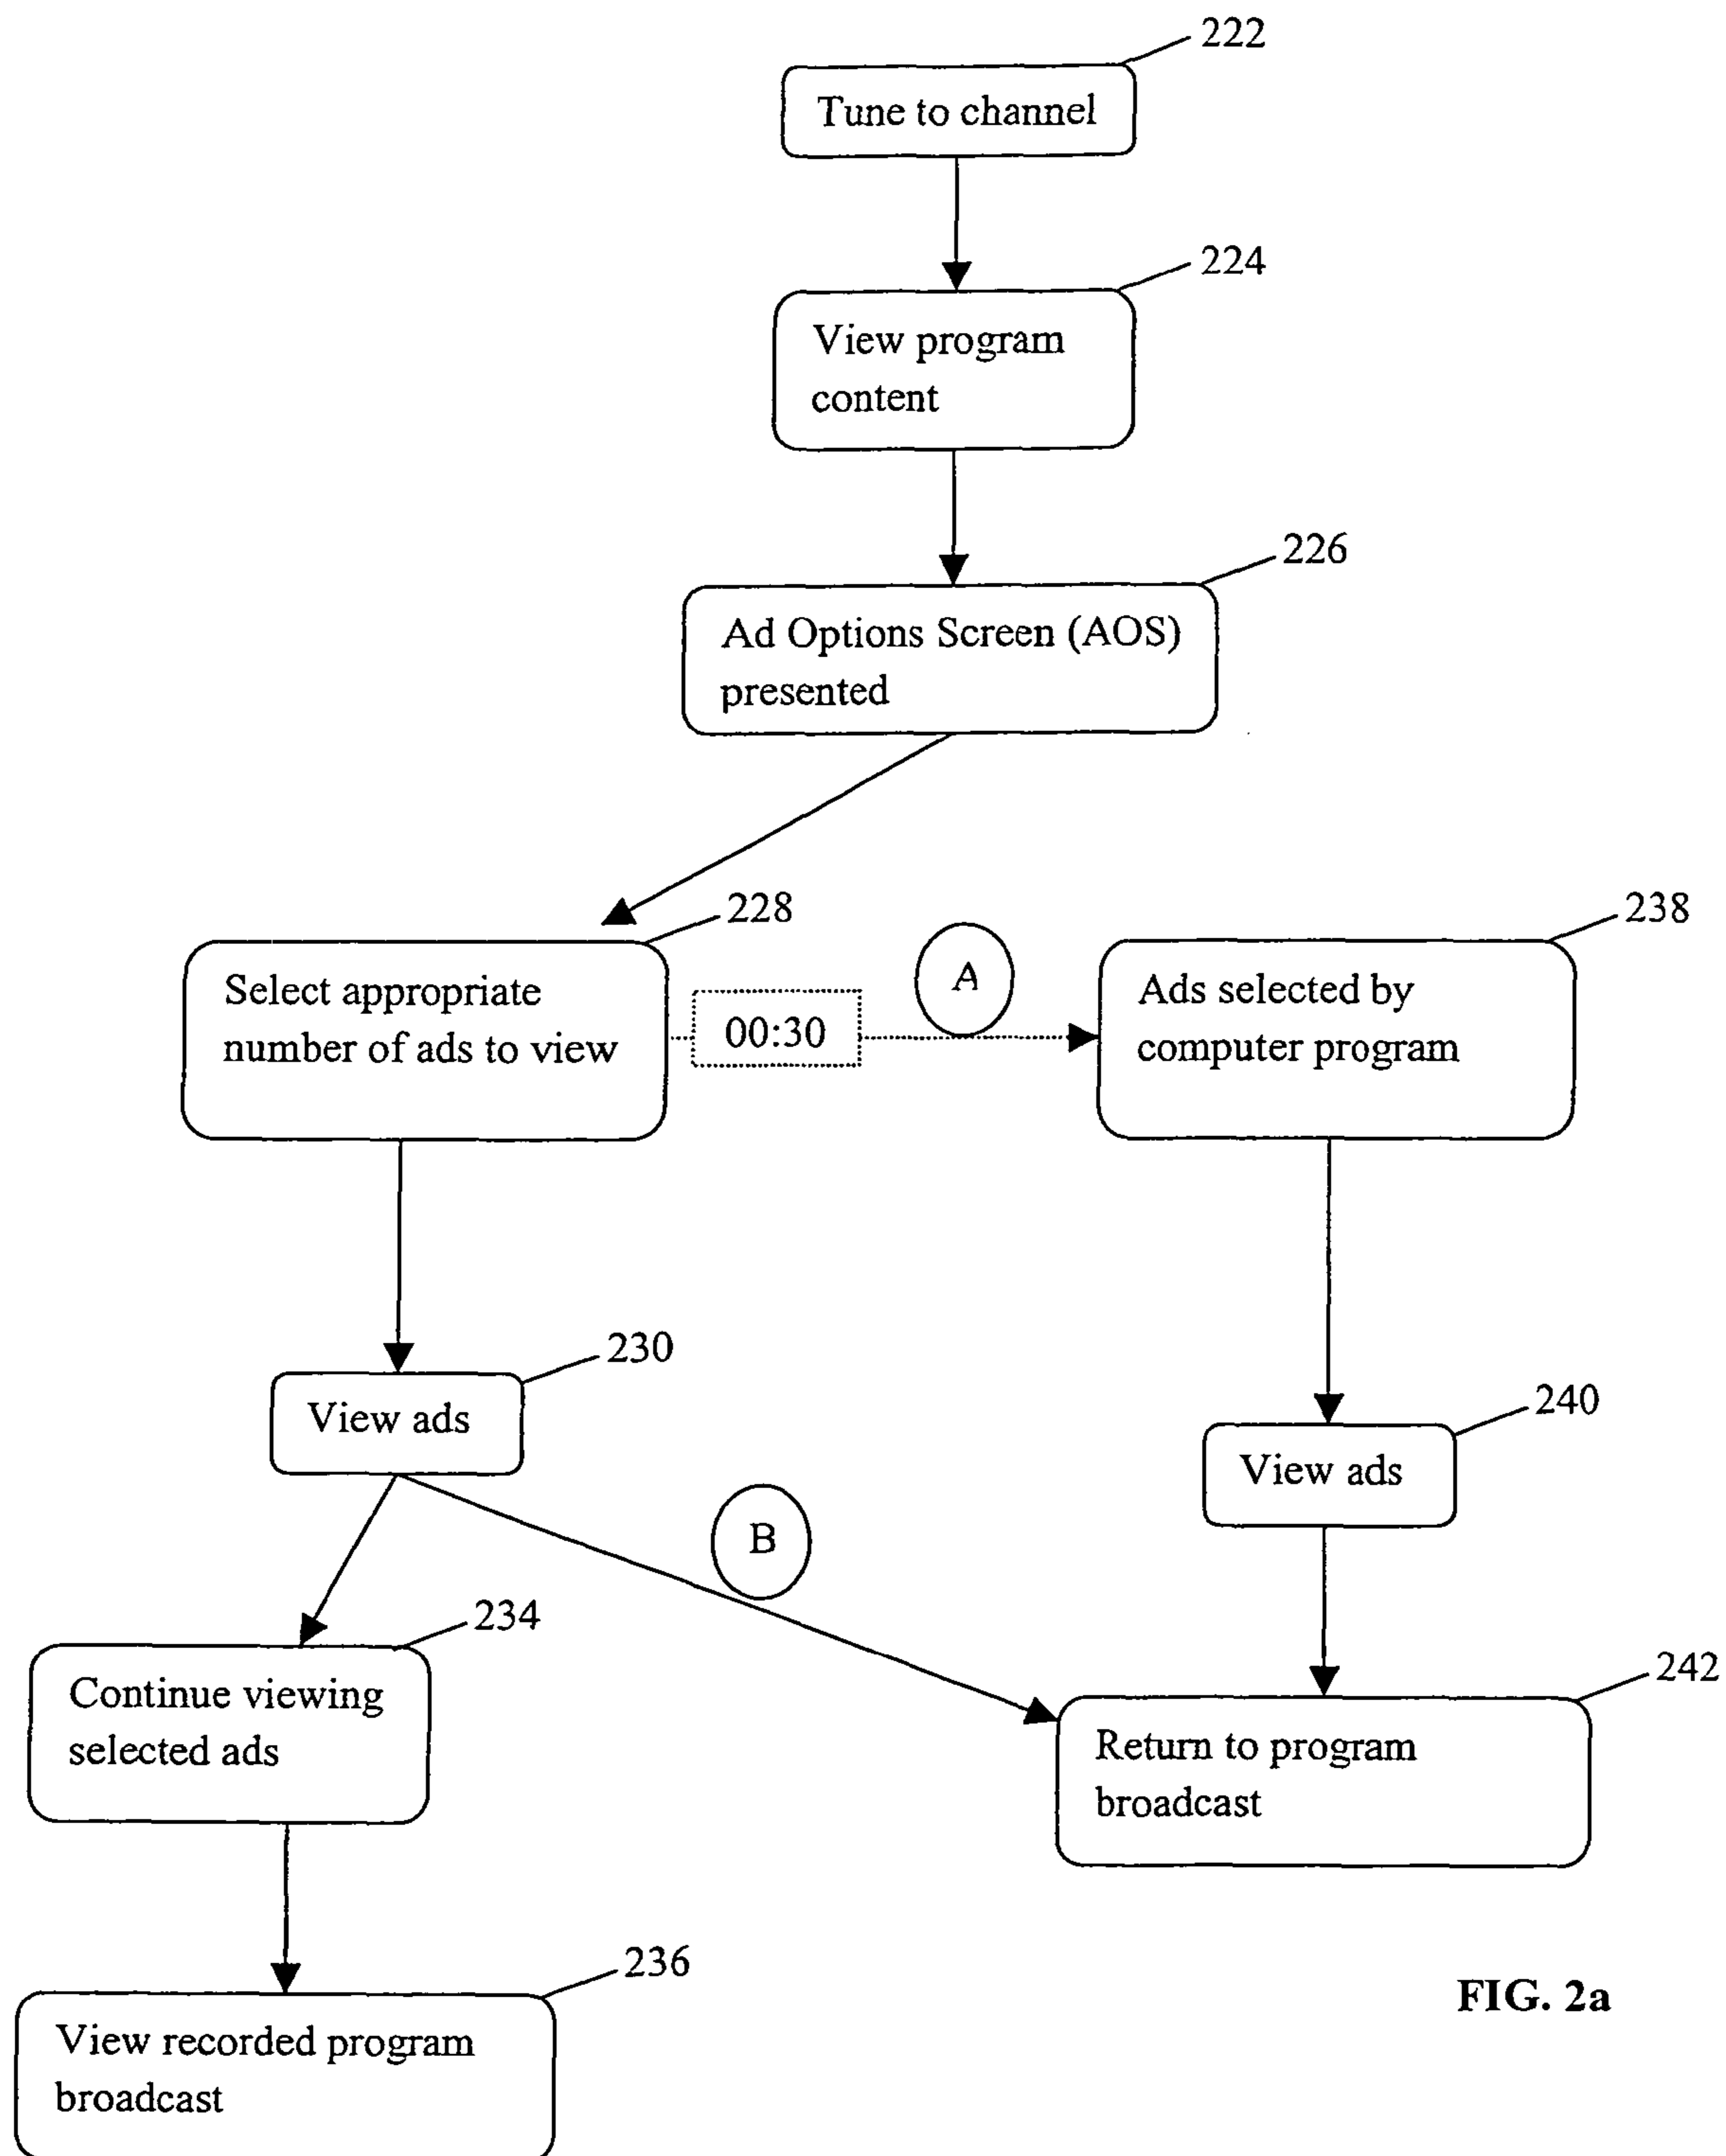 222
Tune to channel
224
View program
content
226
Ad Options Screen (AOS)
presented
228
Select appropriate
number of ads to view
00:30
A
238
Ads selected by
computer program
230
View ads
240
View ads
B
234
Continue viewing
selected ads
242
Return to program
broadcast
236
View recorded program
broadcast
FIG. 2a